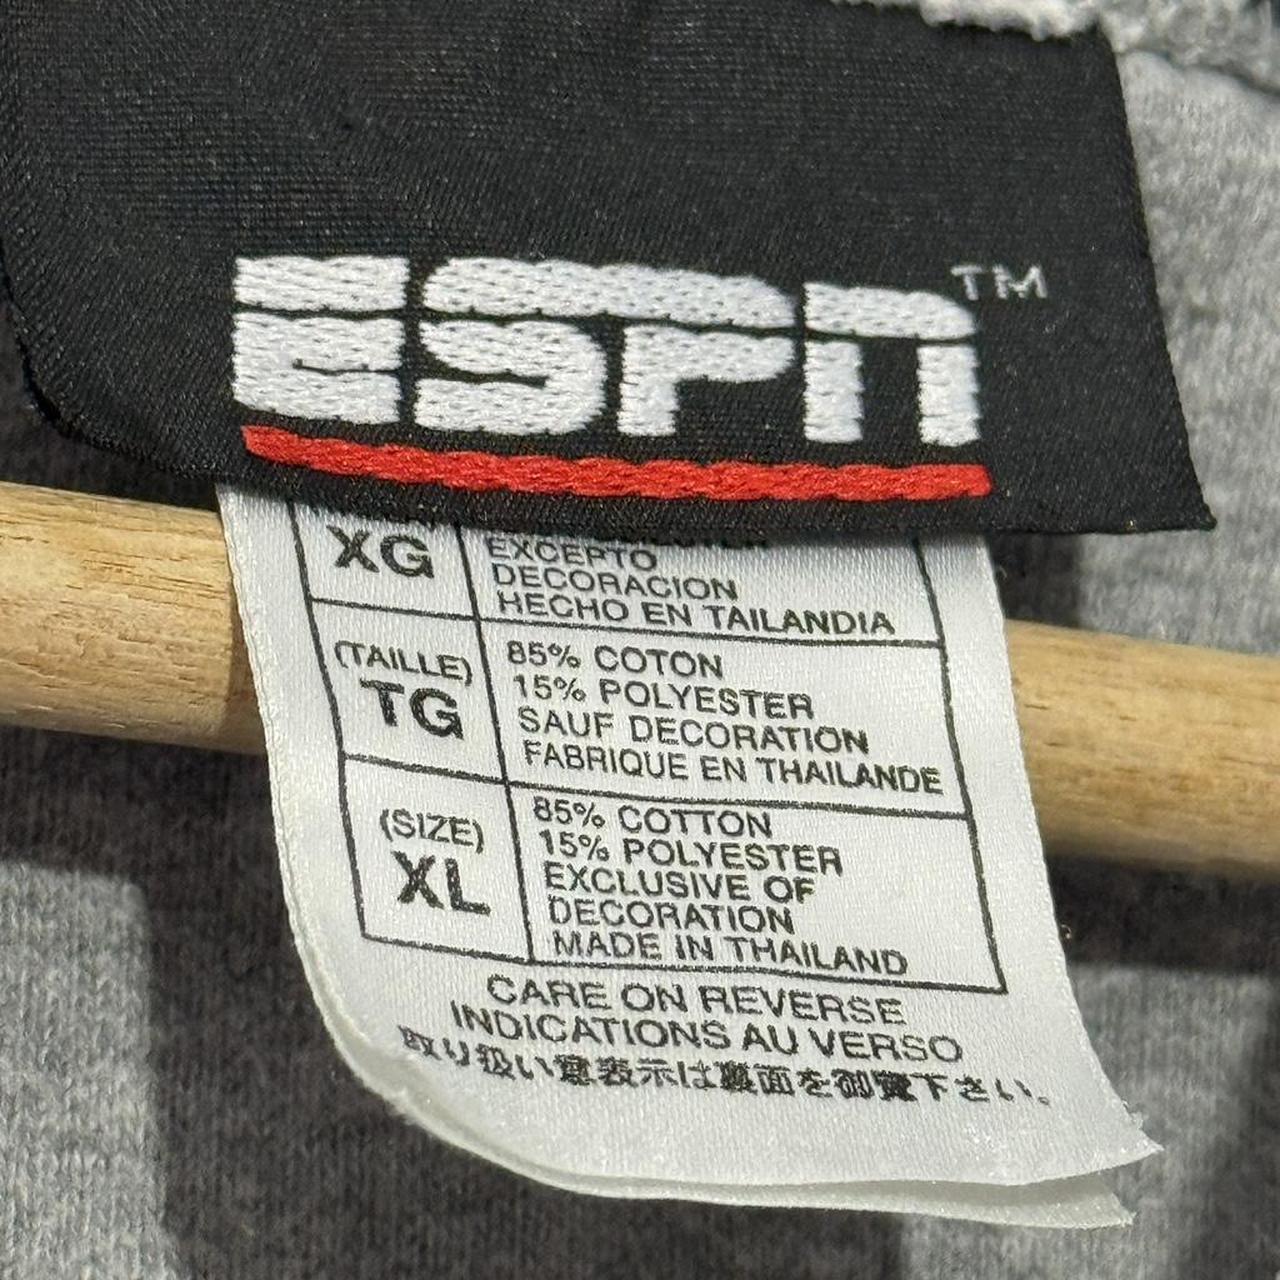 ESPN™
XG
EXCEPTO
DECORACION
HECHO EN TAILANDIA
(TAILLE)
TG
85% COTON
15% POLYESTER
SAUF DECORATION
FABRIQUE EN THAILANDE
(SIZE)
XL
85% COTTON
15% POLYESTER
EXCLUSIVE OF
DECORATION
MADE IN THAILAND
CARE ON REVERSE
INDICATIONS AU VERSO
取り扱い意表示は裏面を御覧下さい。